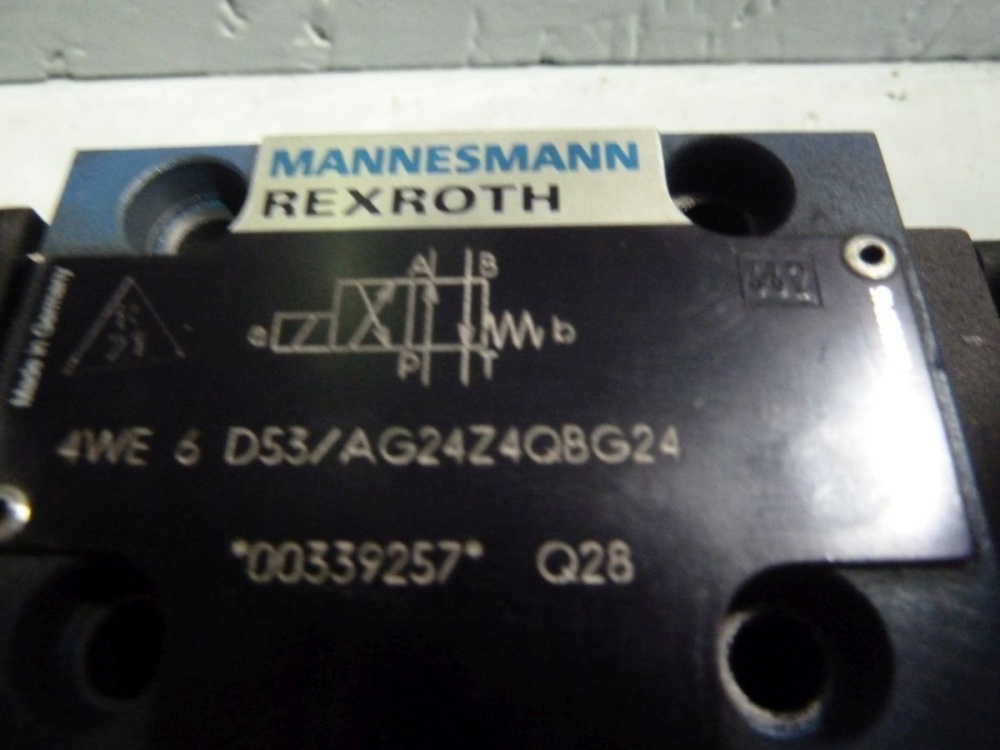 MANNESMANN
REXROTH
Made in Germany
A B
a b
P T
4WE 6 D53/AG24Z4QBG24
*00339257* Q28